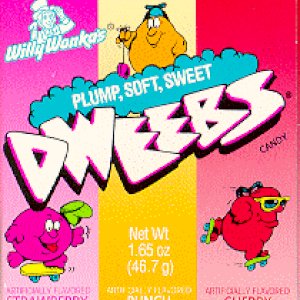 Willy Wonka's
PLUMP, SOFT, SWEET
DWEEBS®
CANDY
Net Wt
1.65 oz
(46.7g)
ARTIFICIALLY FLAVORED
STRAWBERRY
ARTIFICIALLY FLAVORED
PUNCH
ARTIFICIALLY FLAVORED
CHERRY